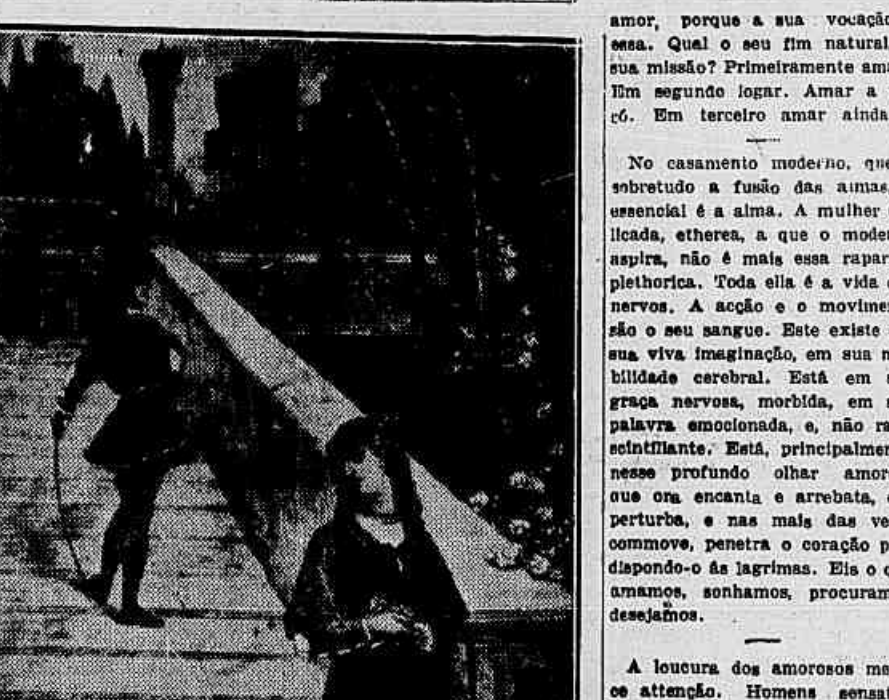 amor, porque a sua vocação
essa. Qual o seu fim natural
sua missão? Primeiramente ama
Em segundo logar. Amar a
ró. Em terceiro amar ainda
No casamento moderno, que
sobretudo a fusão das almas,
essencial é a alma. A mulher
licada, etherea, a que o moder
aspira, não é mais essa rapar
plethorica. Toda ella é a vida
nervos. A acção e o movimen
são o seu sangue. Este existe
sua viva imaginação, em sua m
bilidade cerebral. Está em
graça nervosa, morbida, em
palavra emocionada, e, não ra
scintillante. Está, principalmen
nesse profundo olhar amor
que ora encanta e arrebata,
perturba, e nas mais das ve
commove, penetra o coração p
dispondo-o ás lagrimas. Eis o
amamos, sonhamos, procuram
desejamos.
A loucura dos amorosos me
ce attenção. Homens sensa